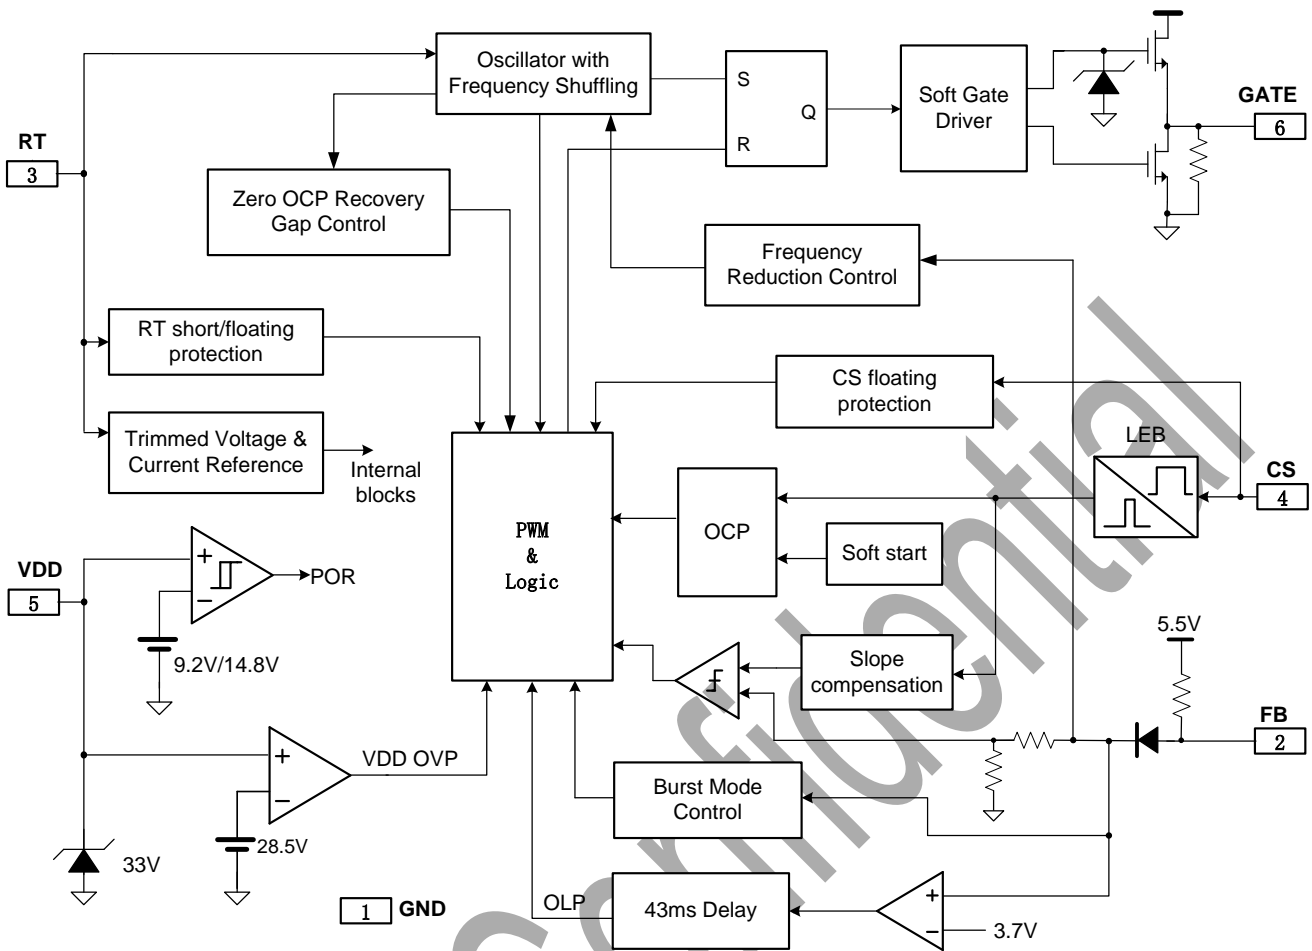 Oscillator with
Frequency Shuffling
S
R
Q
Soft Gate
Driver
GATE
6
RT
3
Zero OCP Recovery
Gap Control
Frequency
Reduction Control
RT short/floating
protection
CS floating
protection
Trimmed Voltage &
Current Reference
Internal
blocks
LEB
CS
4
PWM
&
Logic
OCP
Soft start
VDD
5
+
−
POR
9.2V/14.8V
Slope
compensation
5.5V
FB
2
+
−
VDD OVP
28.5V
33V
Burst Mode
Control
1
GND
OLP
43ms Delay
+
−
3.7V
Confidential